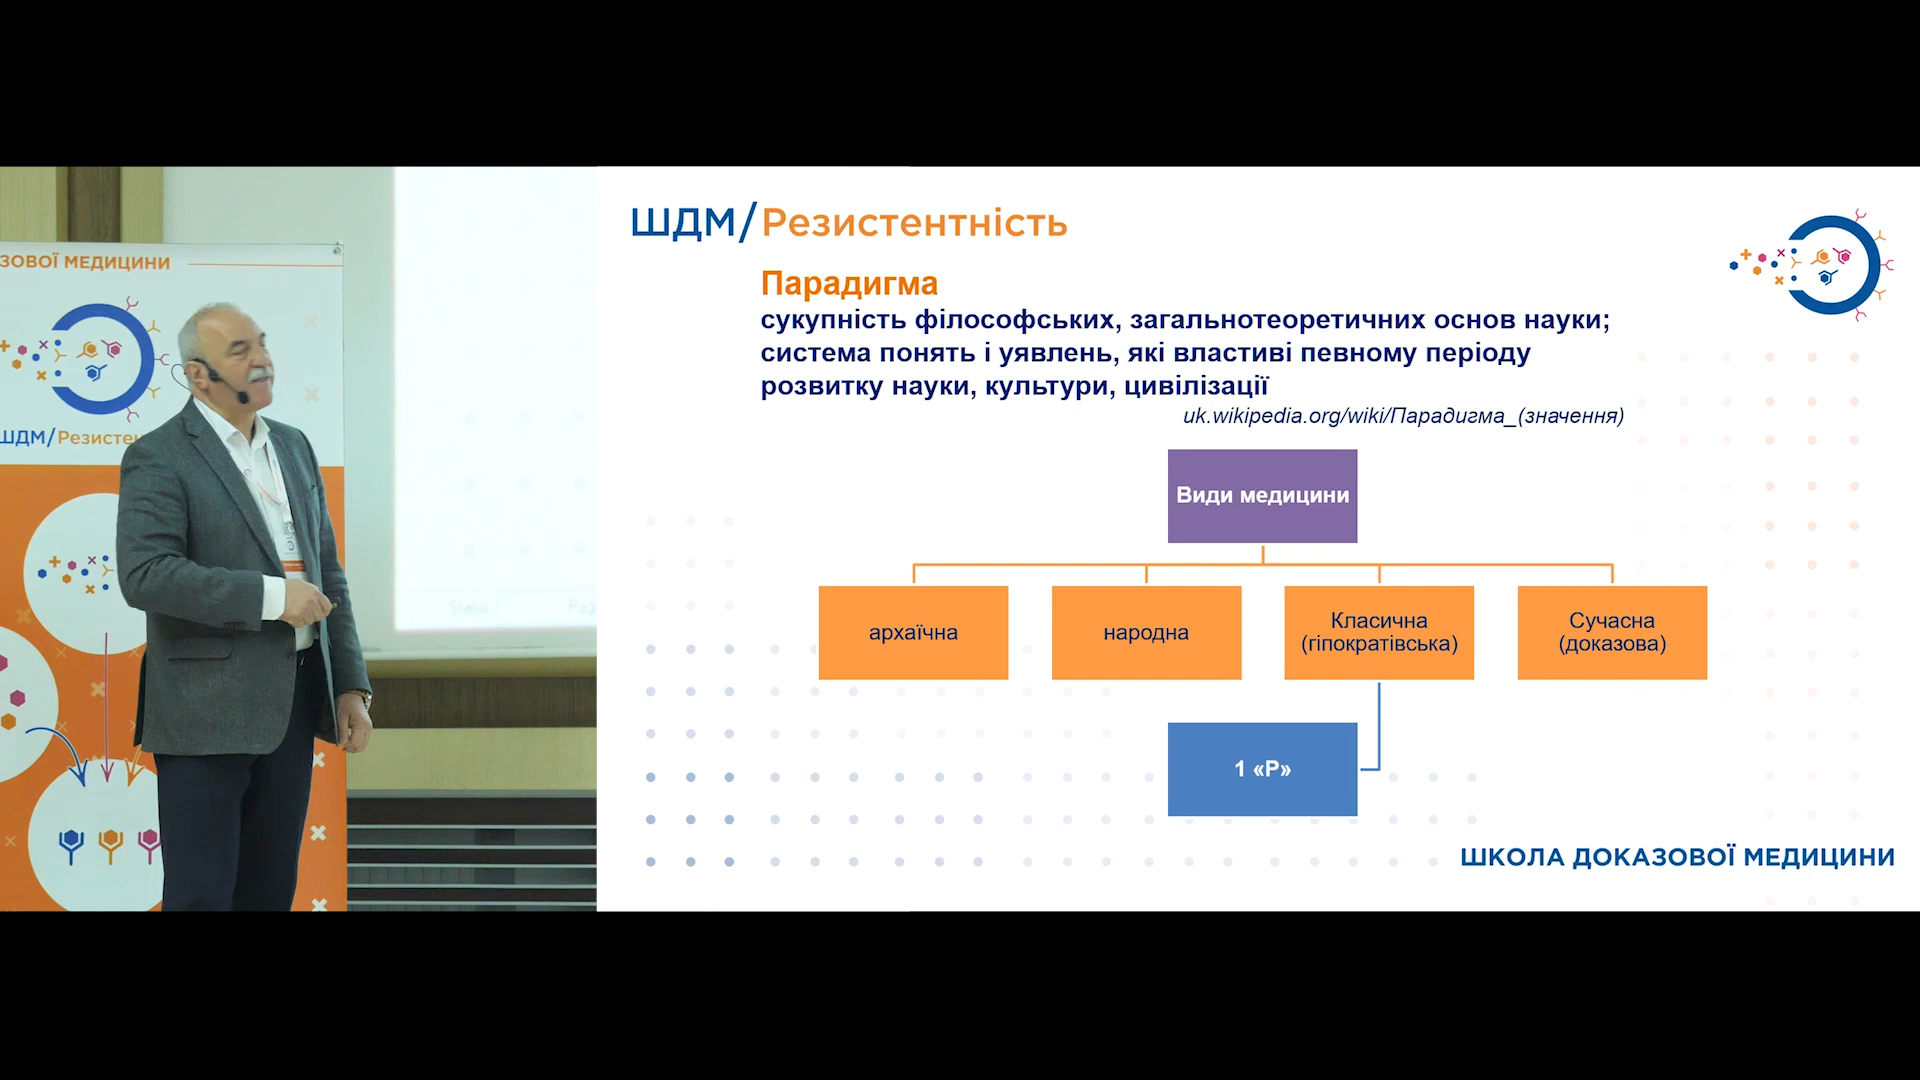 ЗОВОЇ МЕДИЦИНИ
ШДМ/Резистен
ШДМ/Резистентність
Парадигма
сукупність філософських, загальнотеоретичних основ науки;
система понять і уявлень, які властиві певному періоду
розвитку науки, культури, цивілізації
uk.wikipedia.org/wiki/Парадигма_(значення)
Види медицини
архаїчна
народна
Класична
(гіпократівська)
Сучасна
(доказова)
1 «Р»
ШКОЛА ДОКАЗОВОЇ МЕДИЦИНИ